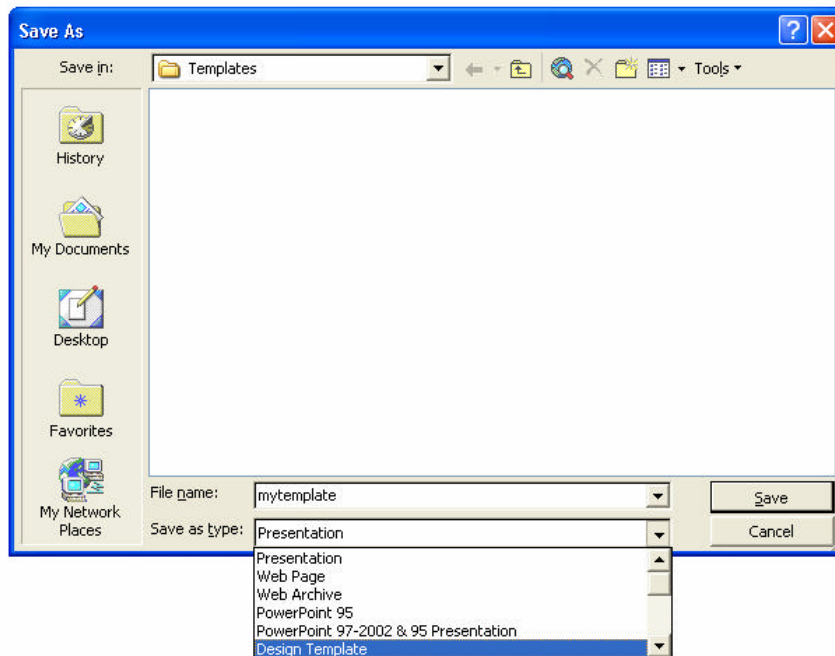 Save As
Save in: Templates Tools
History
My Documents
Desktop
Favorites
My Network
Places
File name: mytemplate Save
Save as type: Presentation Cancel
Presentation
Web Page
Web Archive
PowerPoint 95
PowerPoint 97-2002 & 95 Presentation
Design Template